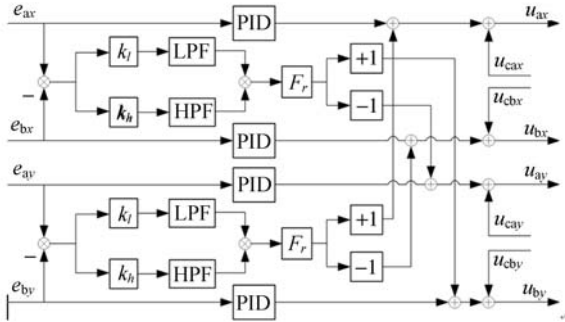 e_ax PID u_ax
k_l LPF +1
F_r u_cax
− k_h HPF −1 u_cbx
e_bx PID u_bx
e_ay PID u_ay
k_l LPF +1
F_r u_cay
− k_h HPF −1 u_cby
e_by PID u_by